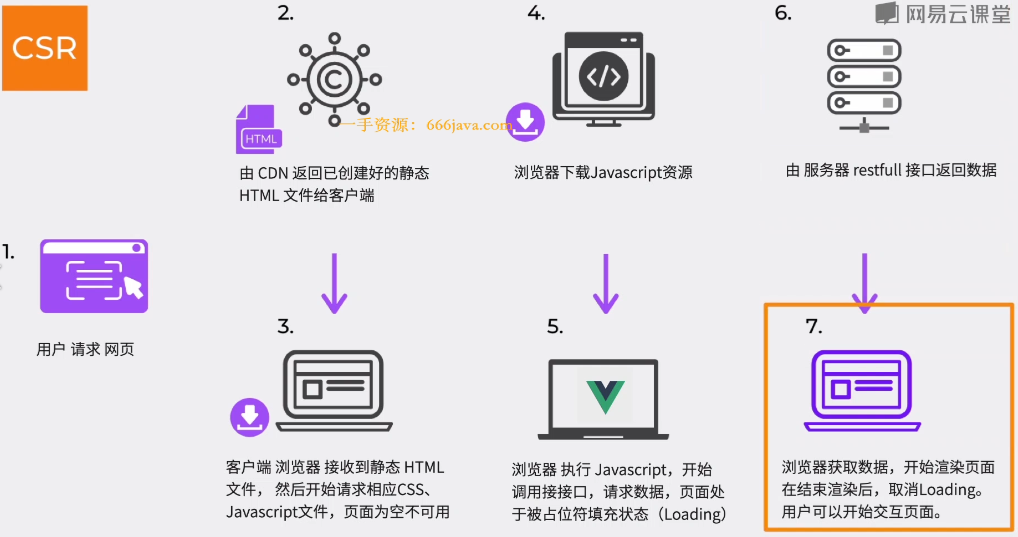 CSR
网易云课堂
1.
用户 请求 网页
2.
HTML
由 CDN 返回已创建好的静态
HTML 文件给客户端
3.
客户端 浏览器 接收到静态 HTML
文件， 然后开始请求相应CSS、
Javascript文件，页面为空不可用
4.
一手资源：666java.com
浏览器下载Javascript资源
5.
浏览器 执行 Javascript，开始
调用接接口，请求数据，页面处
于被占位符填充状态（Loading）
6.
由 服务器 restfull 接口返回数据
7.
浏览器获取数据，开始渲染页面
在结束渲染后，取消Loading。
用户可以开始交互页面。